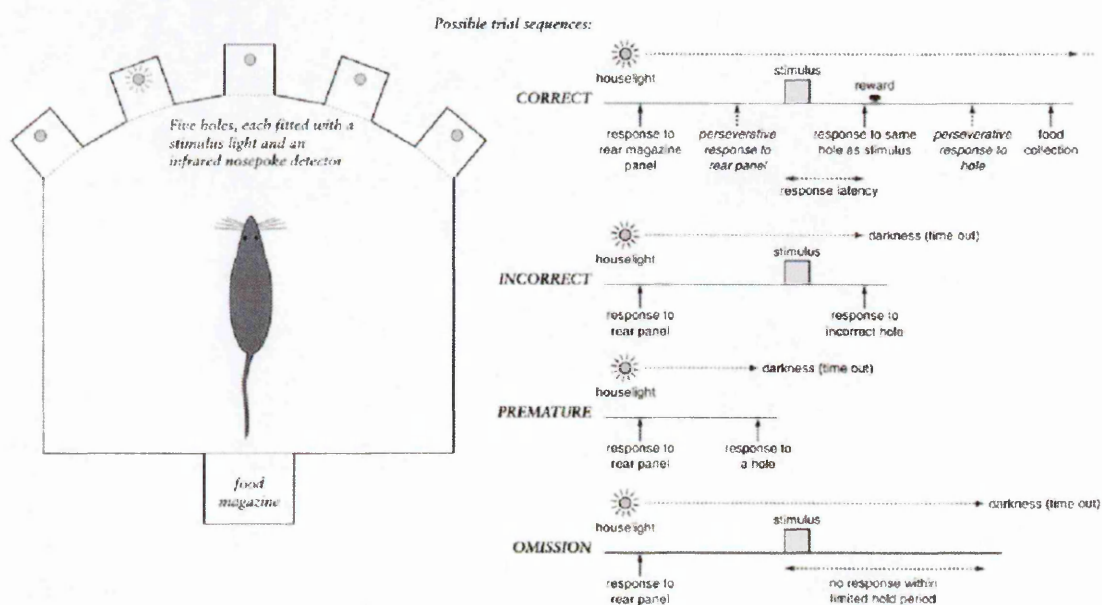 Possible trial sequences:
Five holes, each fitted with a
stimulus light and an
infrared nosepoke detector
food
magazine
houselight
stimulus
reward
CORRECT
response to
rear magazine
panel
perseverative
response to
rear panel
response to same
hole as stimulus
perseverative
response to
hole
food
collection
response latency
houselight
darkness (time out)
stimulus
INCORRECT
response to
rear panel
response to
incorrect hole
houselight
darkness (time out)
PREMATURE
response to
rear panel
response to
a hole
houselight
darkness (time out)
stimulus
OMISSION
response to
rear panel
no response within
limited hold period